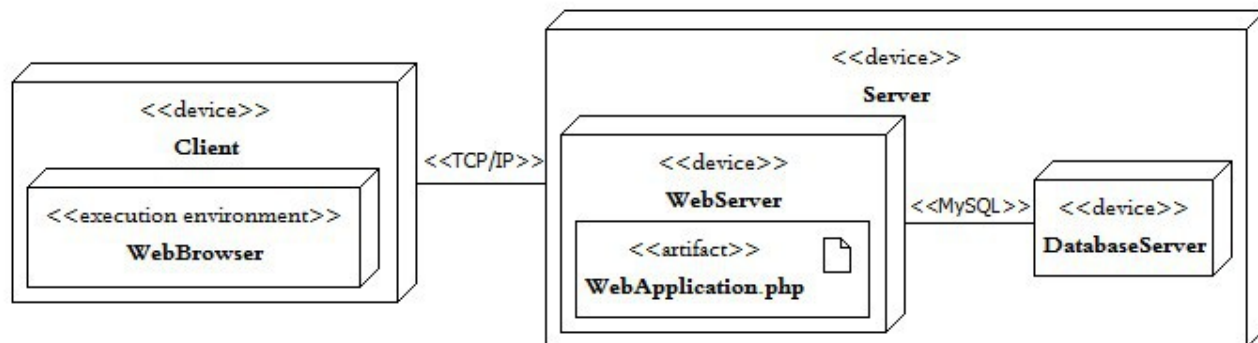 <<device>>
Client
<<execution environment>>
WebBrowser
<<TCP/IP>>
<<device>>
Server
<<device>>
WebServer
<<artifact>>
WebApplication.php
<<MySQL>>
<<device>>
DatabaseServer